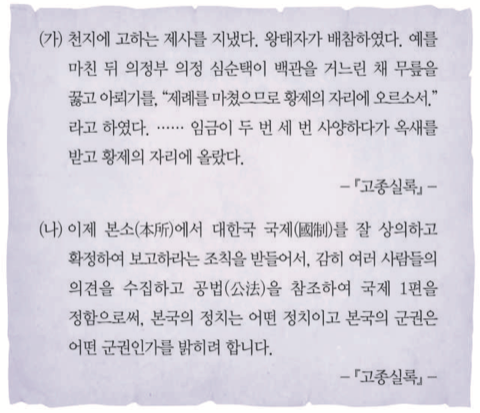 (가) 천지에 고하는 제사를 지냈다. 왕태자가 배참하였다. 예를
마친 뒤 의정부 의정 심순택이 백관을 거느린 채 무릎을
꿇고 아뢰기를, “제례를 마쳤으므로 황제의 자리에 오르소서.”
라고 하였다. …… 임금이 두 번 세 번 사양하다가 옥새를
받고 황제의 자리에 올랐다.
－『고종실록』－
(나) 이제 본소(本所)에서 대한국 국제(國制)를 잘 상의하고
확정하여 보고하라는 조칙을 받들어서, 감히 여러 사람들의
의견을 수집하고 공법(公法)을 참조하여 국제 1편을
정함으로써, 본국의 정치는 어떤 정치이고 본국의 군권은
어떤 군권인가를 밝히려 합니다.
－『고종실록』－